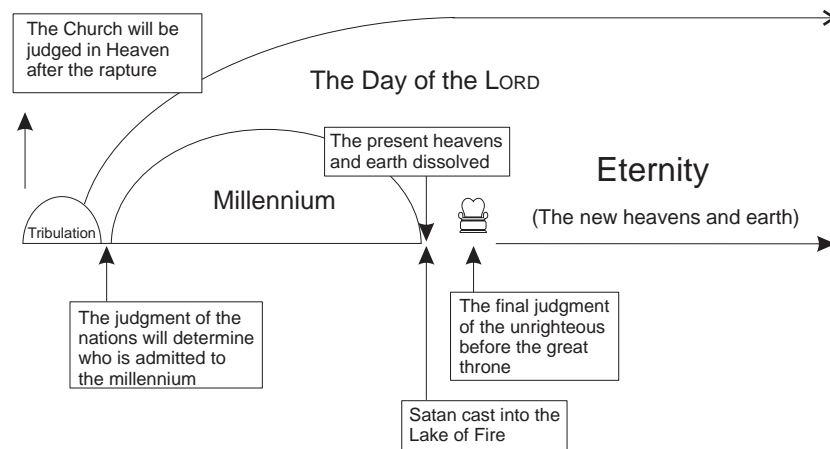 The Church will be
judged in Heaven
after the rapture
The Day of the LORD
The present heavens
and earth dissolved
Eternity
Millennium
(The new heavens and earth)
Tribulation
The judgment of the
nations will determine
who is admitted to
the millennium
The final judgment
of the unrighteous
before the great
throne
Satan cast into the
Lake of Fire